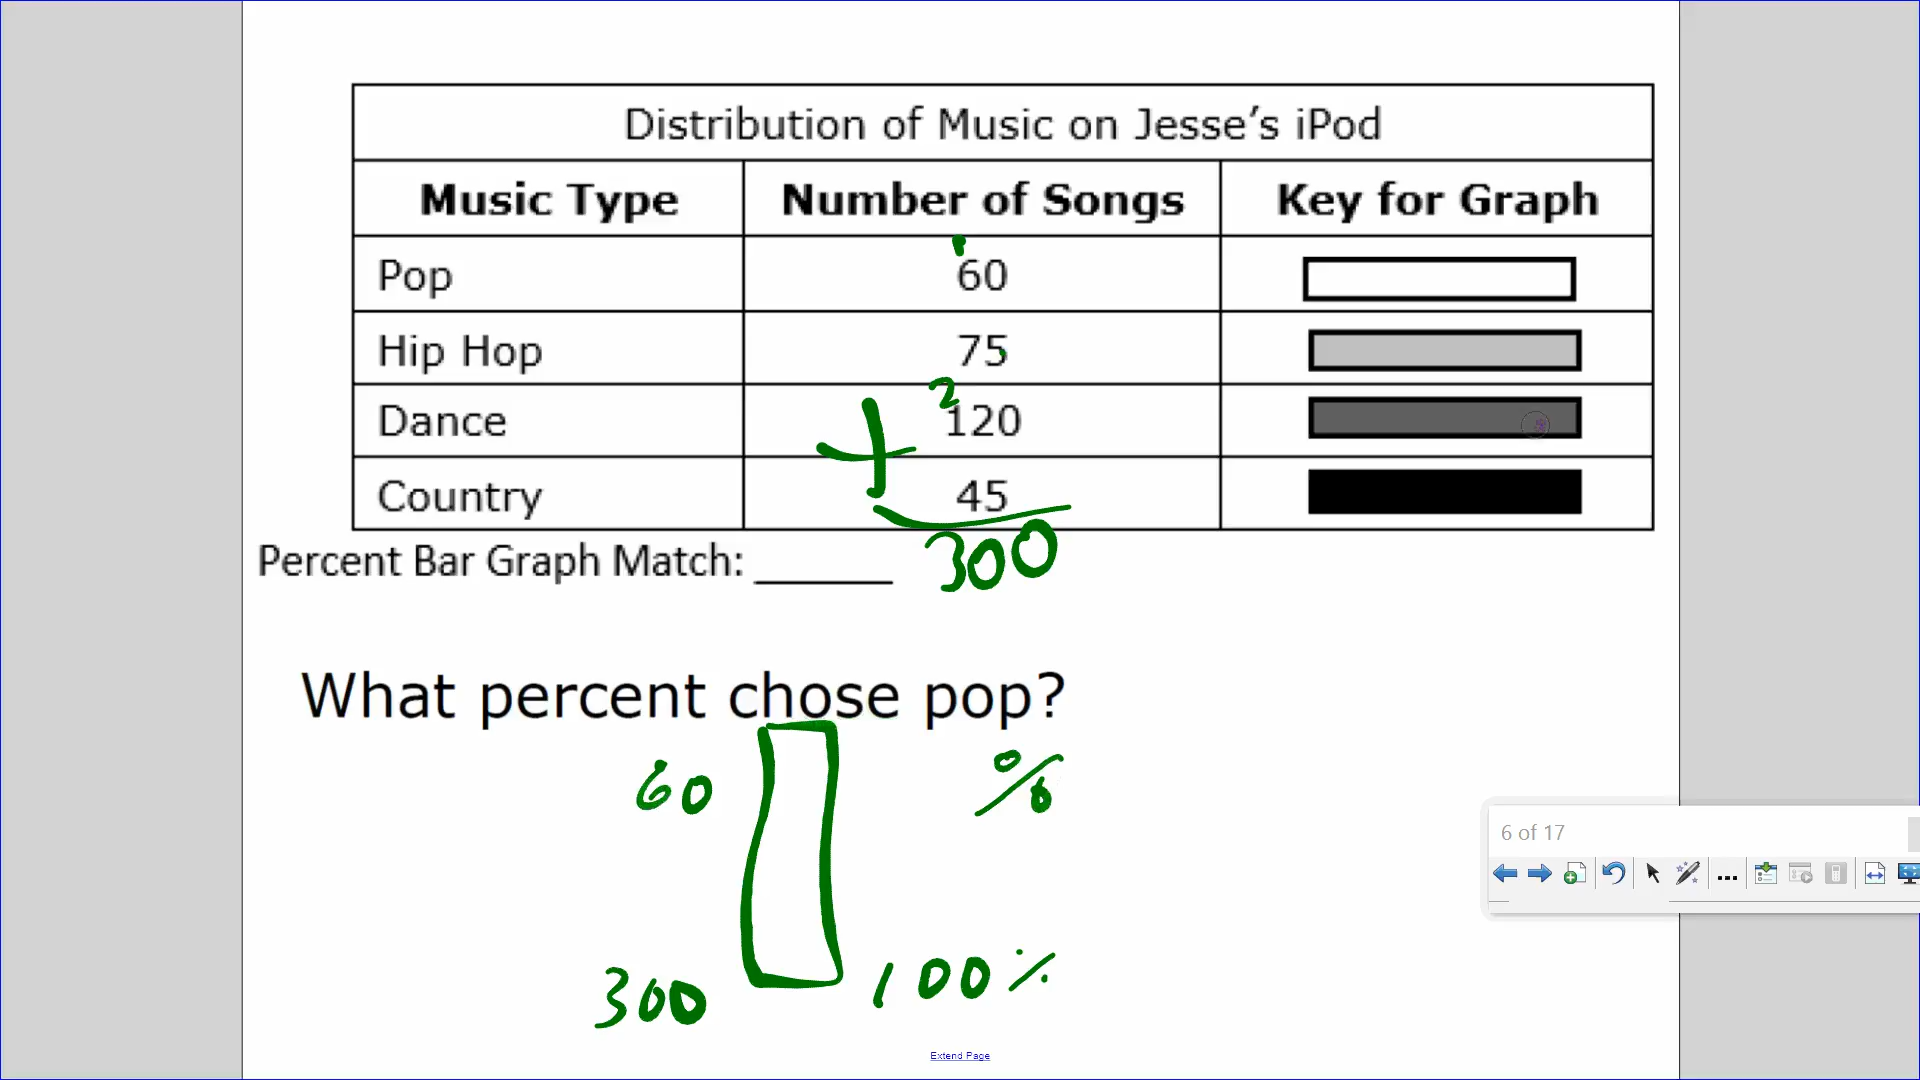 Distribution of Music on Jesse's iPod
Music Type Number of Songs Key for Graph
Pop 60
Hip Hop 75
2
Dance 120
+
Country 45
Percent Bar Graph Match: _______ 300
What percent chose pop?
60 %
6 of 17
300 100%
Extend Page